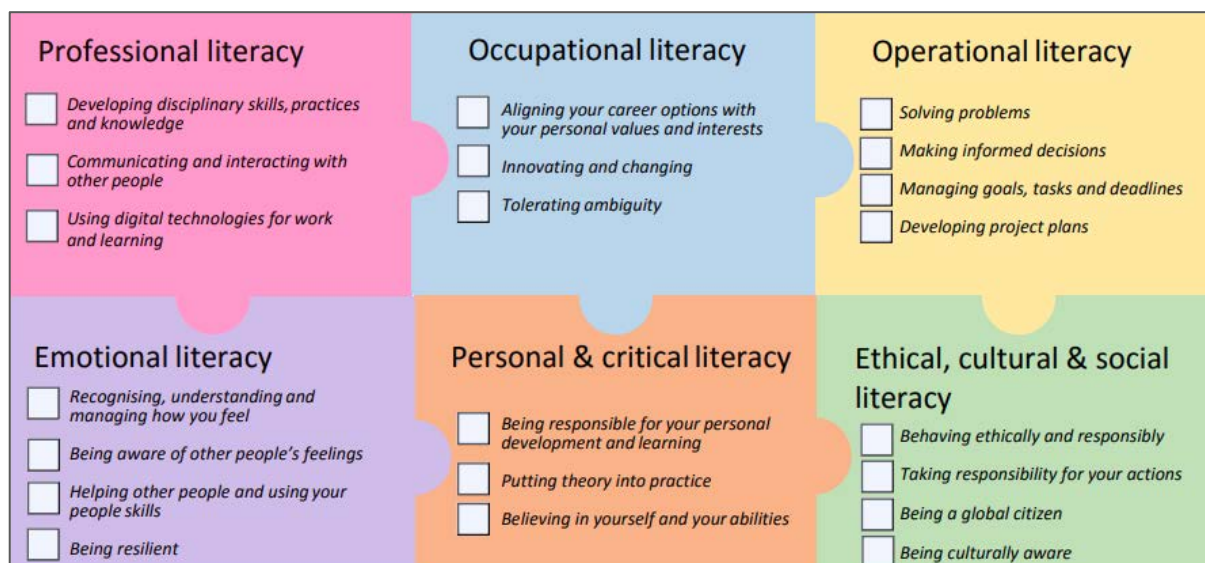 Professional literacy
Developing disciplinary skills, practices
and knowledge
Communicating and interacting with
other people
Using digital technologies for work
and learning
Occupational literacy
Aligning your career options with
your personal values and interests
Innovating and changing
Tolerating ambiguity
Operational literacy
Solving problems
Making informed decisions
Managing goals, tasks and deadlines
Developing project plans
Emotional literacy
Recognising, understanding and
managing how you feel
Being aware of other people's feelings
Helping other people and using your
people skills
Being resilient
Personal & critical literacy
Being responsible for your personal
development and learning
Putting theory into practice
Believing in yourself and your abilities
Ethical, cultural & social
literacy
Behaving ethically and responsibly
Taking responsibility for your actions
Being a global citizen
Being culturally aware